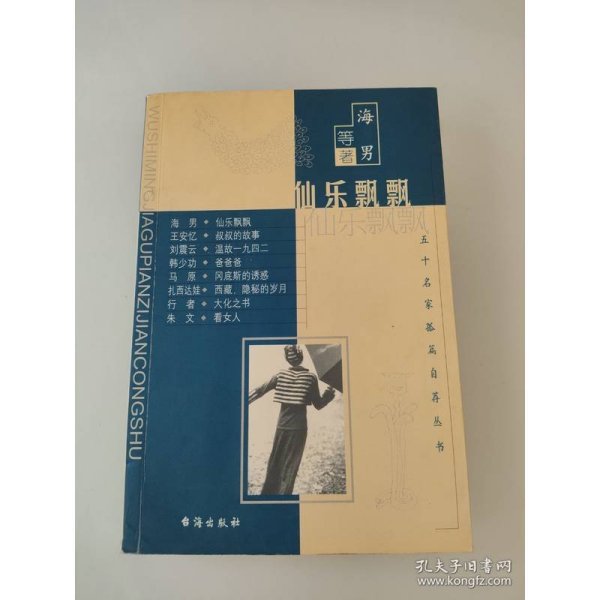 WUSHIMINGJIAGUPIANZIJIANCONGSHU
海男
等著
仙乐飘飘
仙乐飘飘
海 男◆仙乐飘飘
王安忆◆叔叔的故事
刘震云◆温故一九四二
韩少功◆爸爸爸
马 原◆冈底斯的诱惑
扎西达娃◆西藏,隐秘的岁月
行 者◆大化之书
朱 文◆看女人
五十名家孤篇自荐丛书
台海出版社
孔夫子旧书网
www.kongfz.com